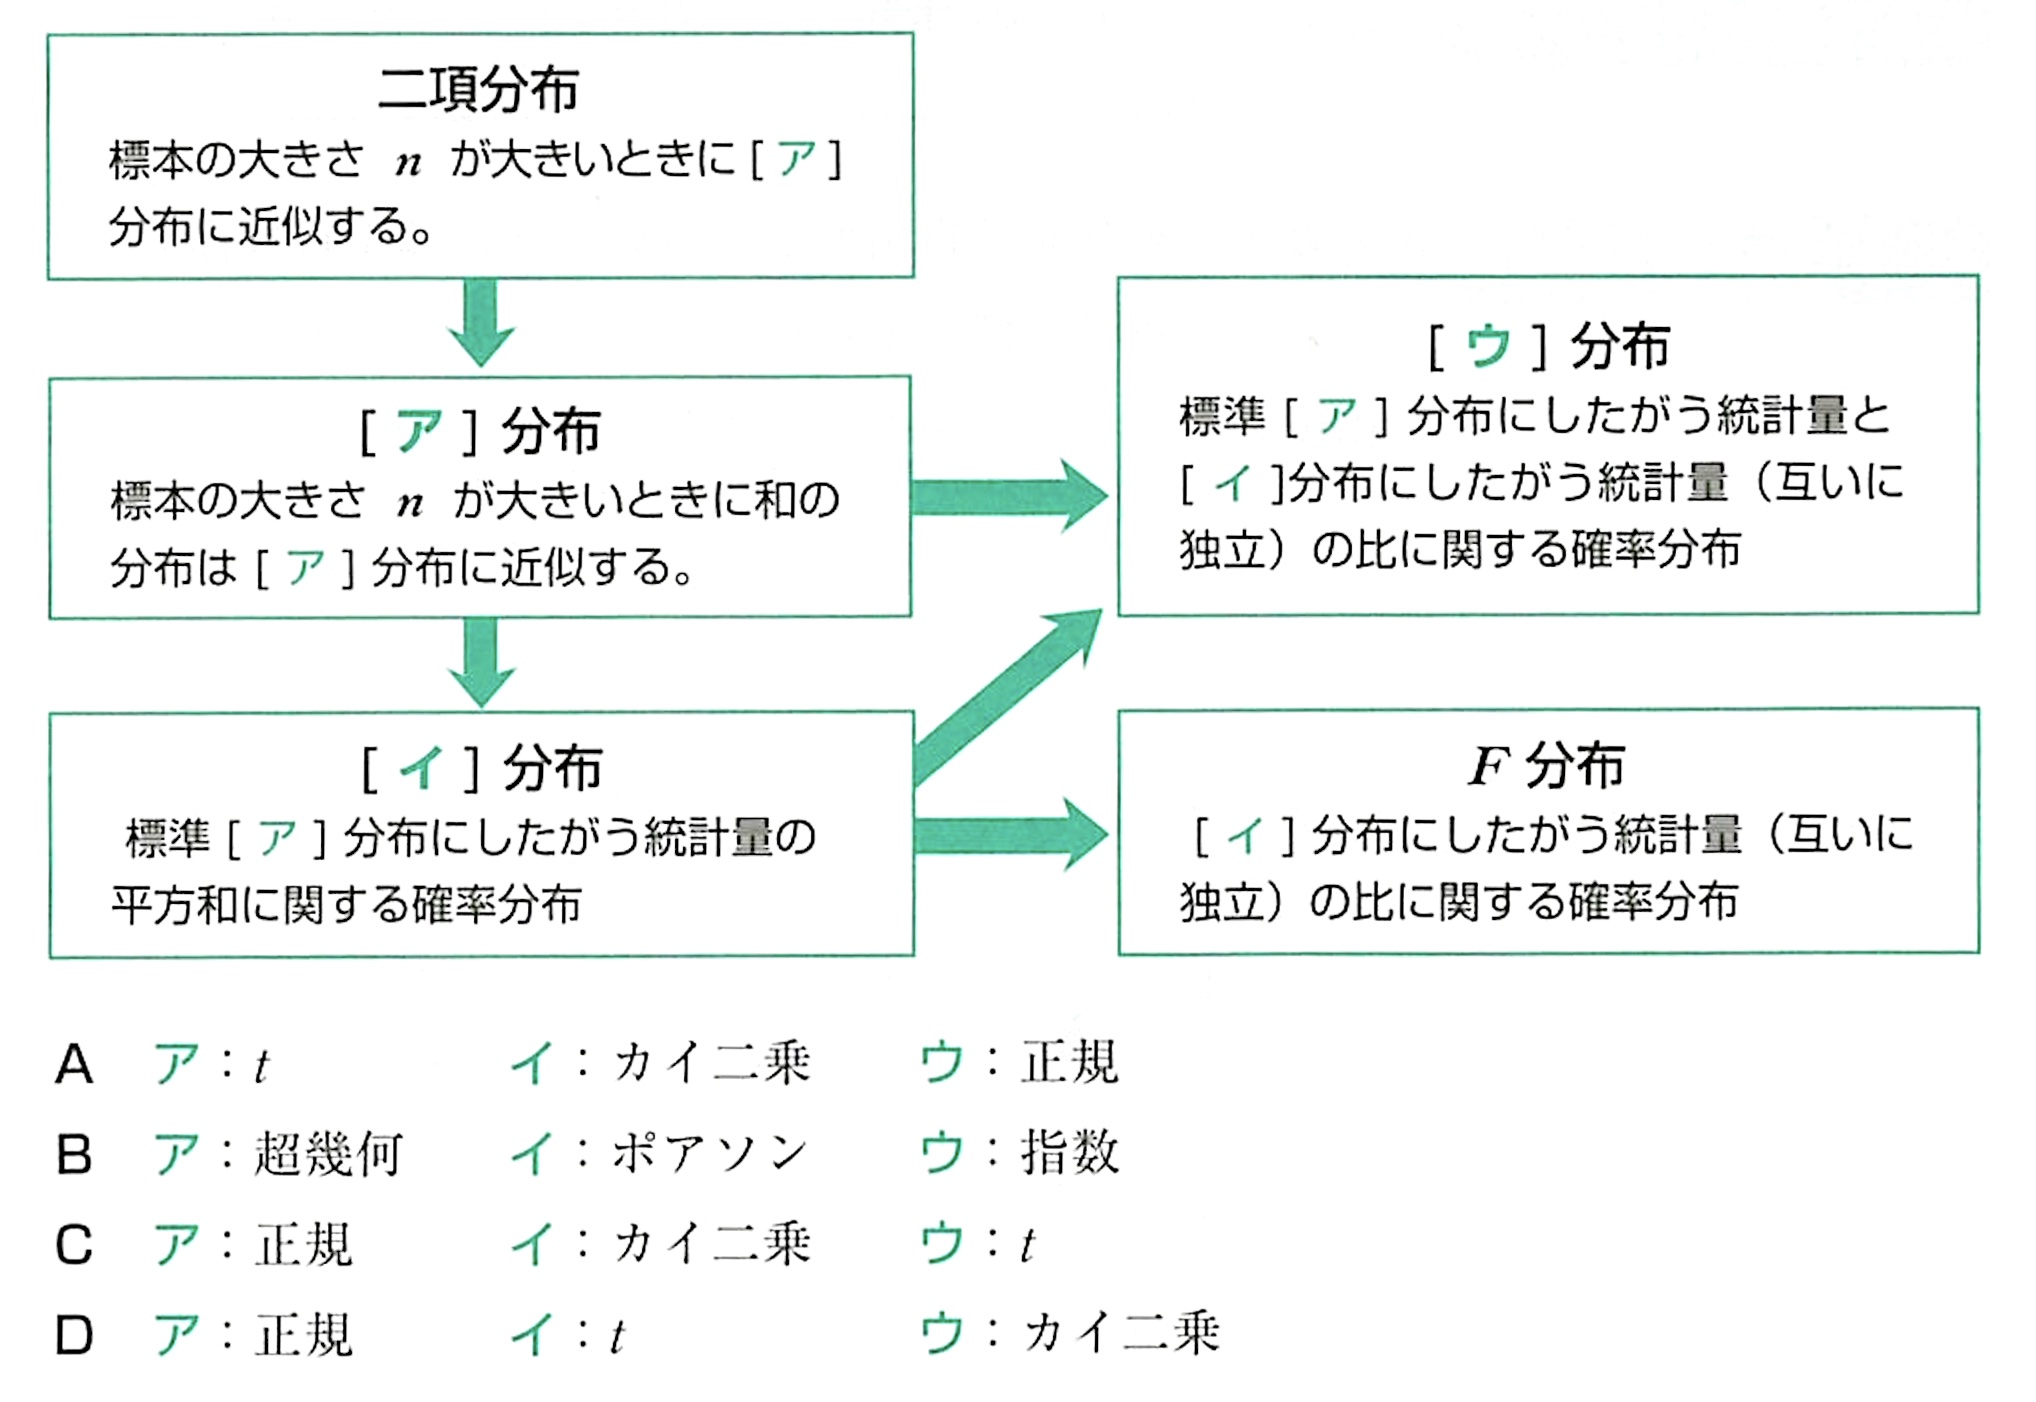 二項分布
標本の大きさ n が大きいときに [ ア ]
分布に近似する。
[ ア ] 分布
標本の大きさ n が大きいときに和の
分布は [ ア ] 分布に近似する。
[ イ ] 分布
標準 [ ア ] 分布にしたがう統計量の
平方和に関する確率分布
[ ウ ] 分布
標準 [ ア ] 分布にしたがう統計量と
[ イ ]分布にしたがう統計量（互いに
独立）の比に関する確率分布
F 分布
[ イ ] 分布にしたがう統計量（互いに
独立）の比に関する確率分布
A ア：t イ：カイ二乗 ウ：正規
B ア：超幾何 イ：ポアソン ウ：指数
C ア：正規 イ：カイ二乗 ウ：t
D ア：正規 イ：t ウ：カイ二乗